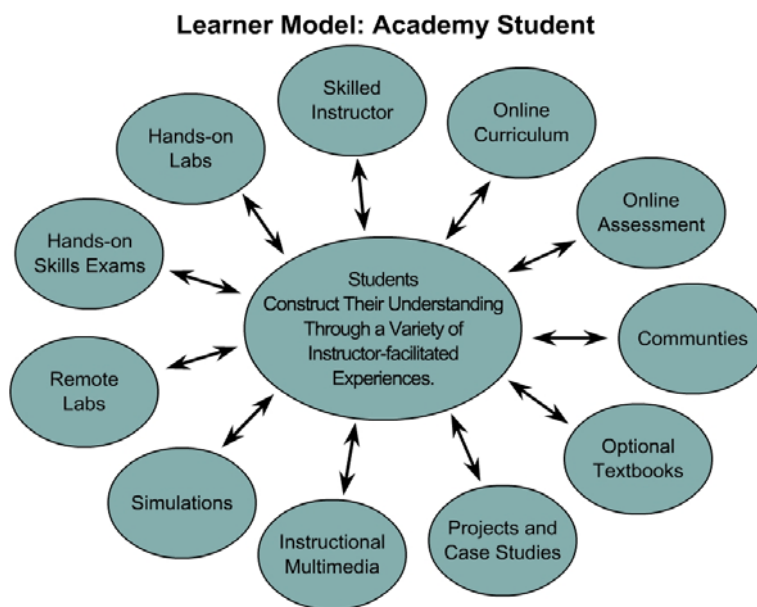 Learner Model: Academy Student
Skilled
Instructor
Online
Curriculum
Hands-on
Labs
Online
Assessment
Hands-on
Skills Exams
Students
Construct Their Understanding
Through a Variety of
Instructor-facilitated
Experiences.
Communties
Remote
Labs
Optional
Textbooks
Simulations
Projects and
Case Studies
Instructional
Multimedia